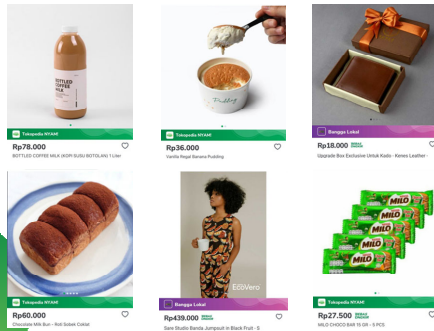 BOTTLED
COFFEE
MILK
Tokopedia NYAM!
Rp78.000
BOTTLED COFFEE MILK (KOPI SUSU BOTOLAN) 1 Liter
Pudding
Tokopedia NYAM!
Rp36.000
Vanilla Regal Banana Pudding
Bangga Lokal
Rp18.000
Upgrade Box Exclusive Untuk Kado - Kenes Leather -
Rp60.000
Chocolate Milk Bun - Roti Sobek Coklat
EcoVero
Bangga Lokal
Rp439.000
Sare Studio Banda Jumpsuit in Black Fruit - S
MILO
MILO
MILO
MILO
MILO
Tokopedia NYAM!
Rp27.500
MILO CHOCO BAR 15 GR - 5 PCS